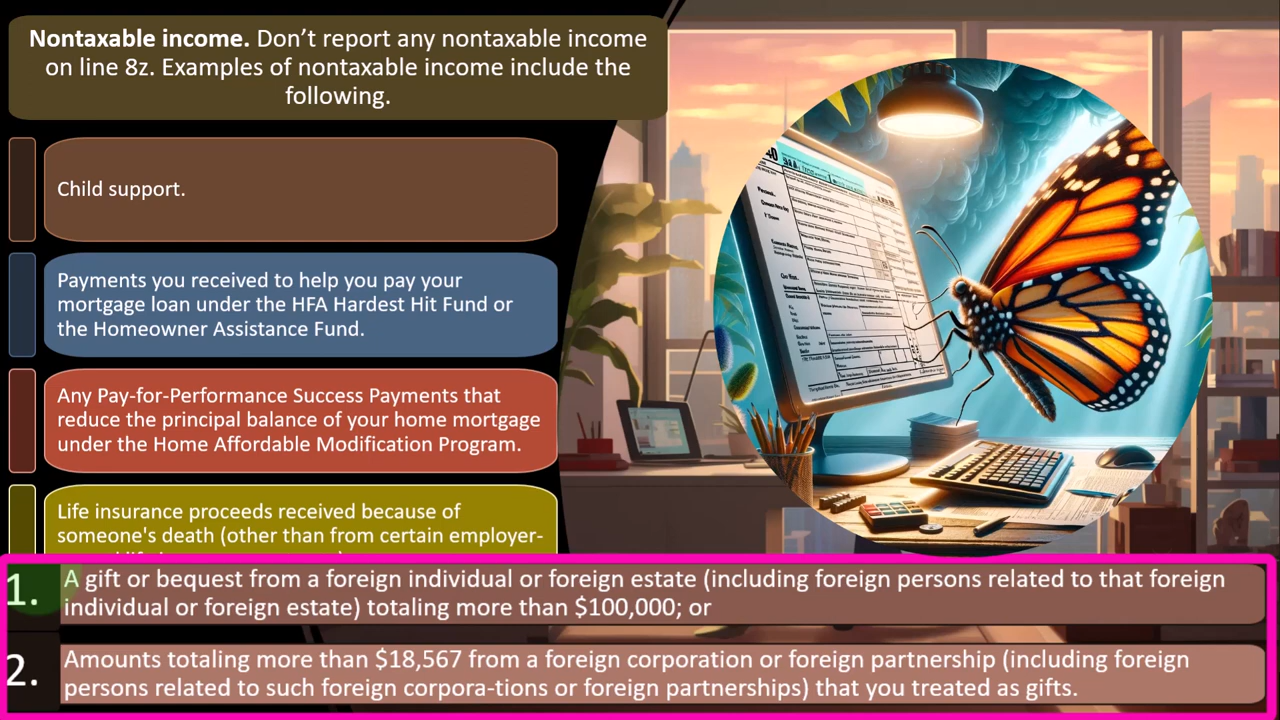 Nontaxable income. Don’t report any nontaxable income
on line 8z. Examples of nontaxable income include the
following.
Child support.
Payments you received to help you pay your
mortgage loan under the HFA Hardest Hit Fund or
the Homeowner Assistance Fund.
Any Pay-for-Performance Success Payments that
reduce the principal balance of your home mortgage
under the Home Affordable Modification Program.
Life insurance proceeds received because of
someone's death (other than from certain employer-
1. A gift or bequest from a foreign individual or foreign estate (including foreign persons related to that foreign
individual or foreign estate) totaling more than $100,000; or
2. Amounts totaling more than $18,567 from a foreign corporation or foreign partnership (including foreign
persons related to such foreign corpora-tions or foreign partnerships) that you treated as gifts.